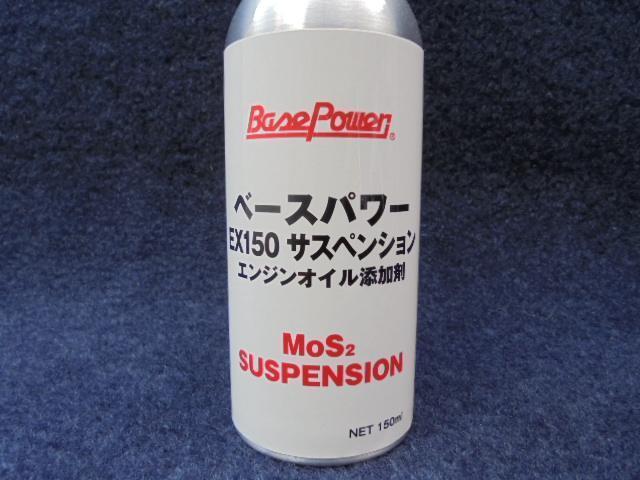 BasePower®
ベースパワー
EX150 サスペンション
エンジンオイル添加剤
MoS₂
SUSPENSION
NET 150ml